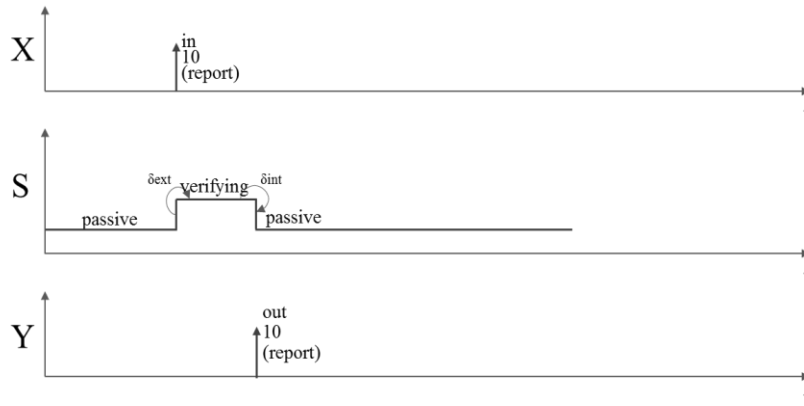 X
in
10
(report)
S
δext
verifying
δint
passive
passive
Y
out
10
(report)